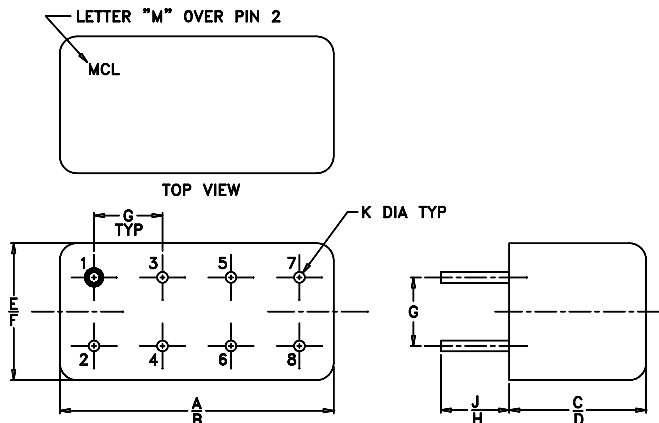 LETTER "M" OVER PIN 2
MCL
TOP VIEW
G
TYP
K DIA TYP
1 3 5 7
E
F
G
2 4 6 8
A
B
J
H
C
D